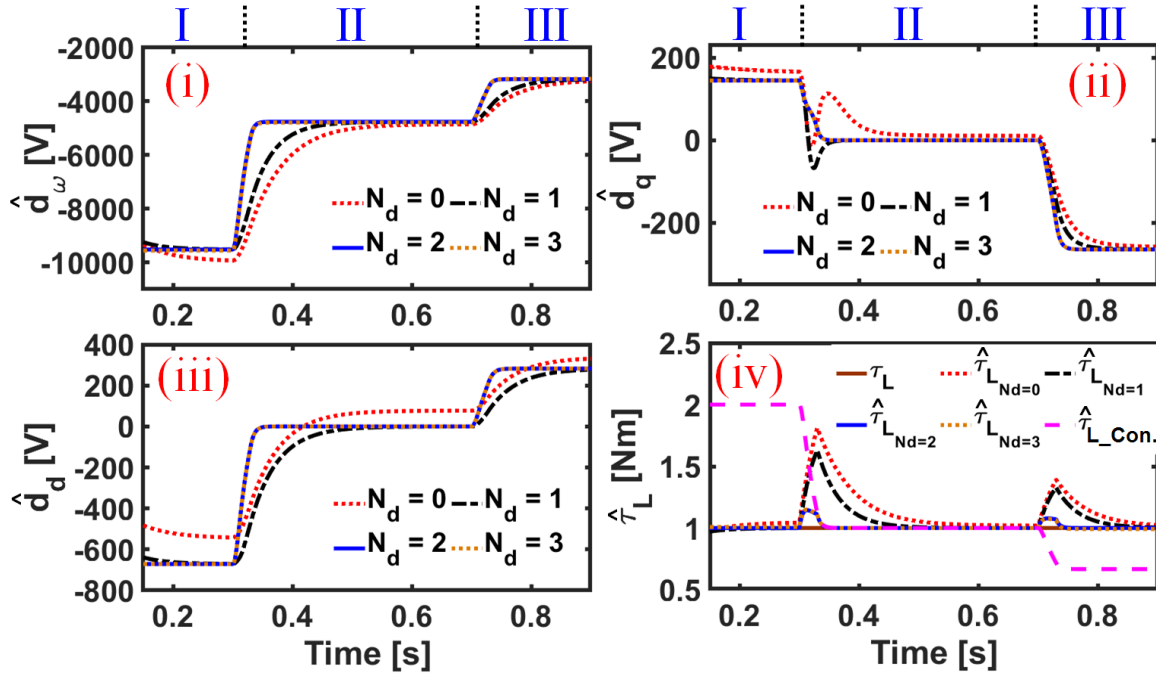 I II III I II III
(i)
d̂ω [V]
-2000
-4000
-6000
-8000
-10000
Nd = 0 Nd = 1
Nd = 2 Nd = 3
0.2 0.4 0.6 0.8
(ii)
d̂q [V]
200
0
-200
Nd = 0 Nd = 1
Nd = 2 Nd = 3
0.2 0.4 0.6 0.8
(iii)
d̂d [V]
400
200
0
-200
-400
-600
-800
Nd = 0 Nd = 1
Nd = 2 Nd = 3
0.2 0.4 0.6 0.8
Time [s]
(iv)
τ̂L [Nm]
2.5
2
1.5
1
0.5
τL τ̂LNd=0 τ̂LNd=1
τ̂LNd=2 τ̂LNd=3 τ̂L_Con.
0.2 0.4 0.6 0.8
Time [s]